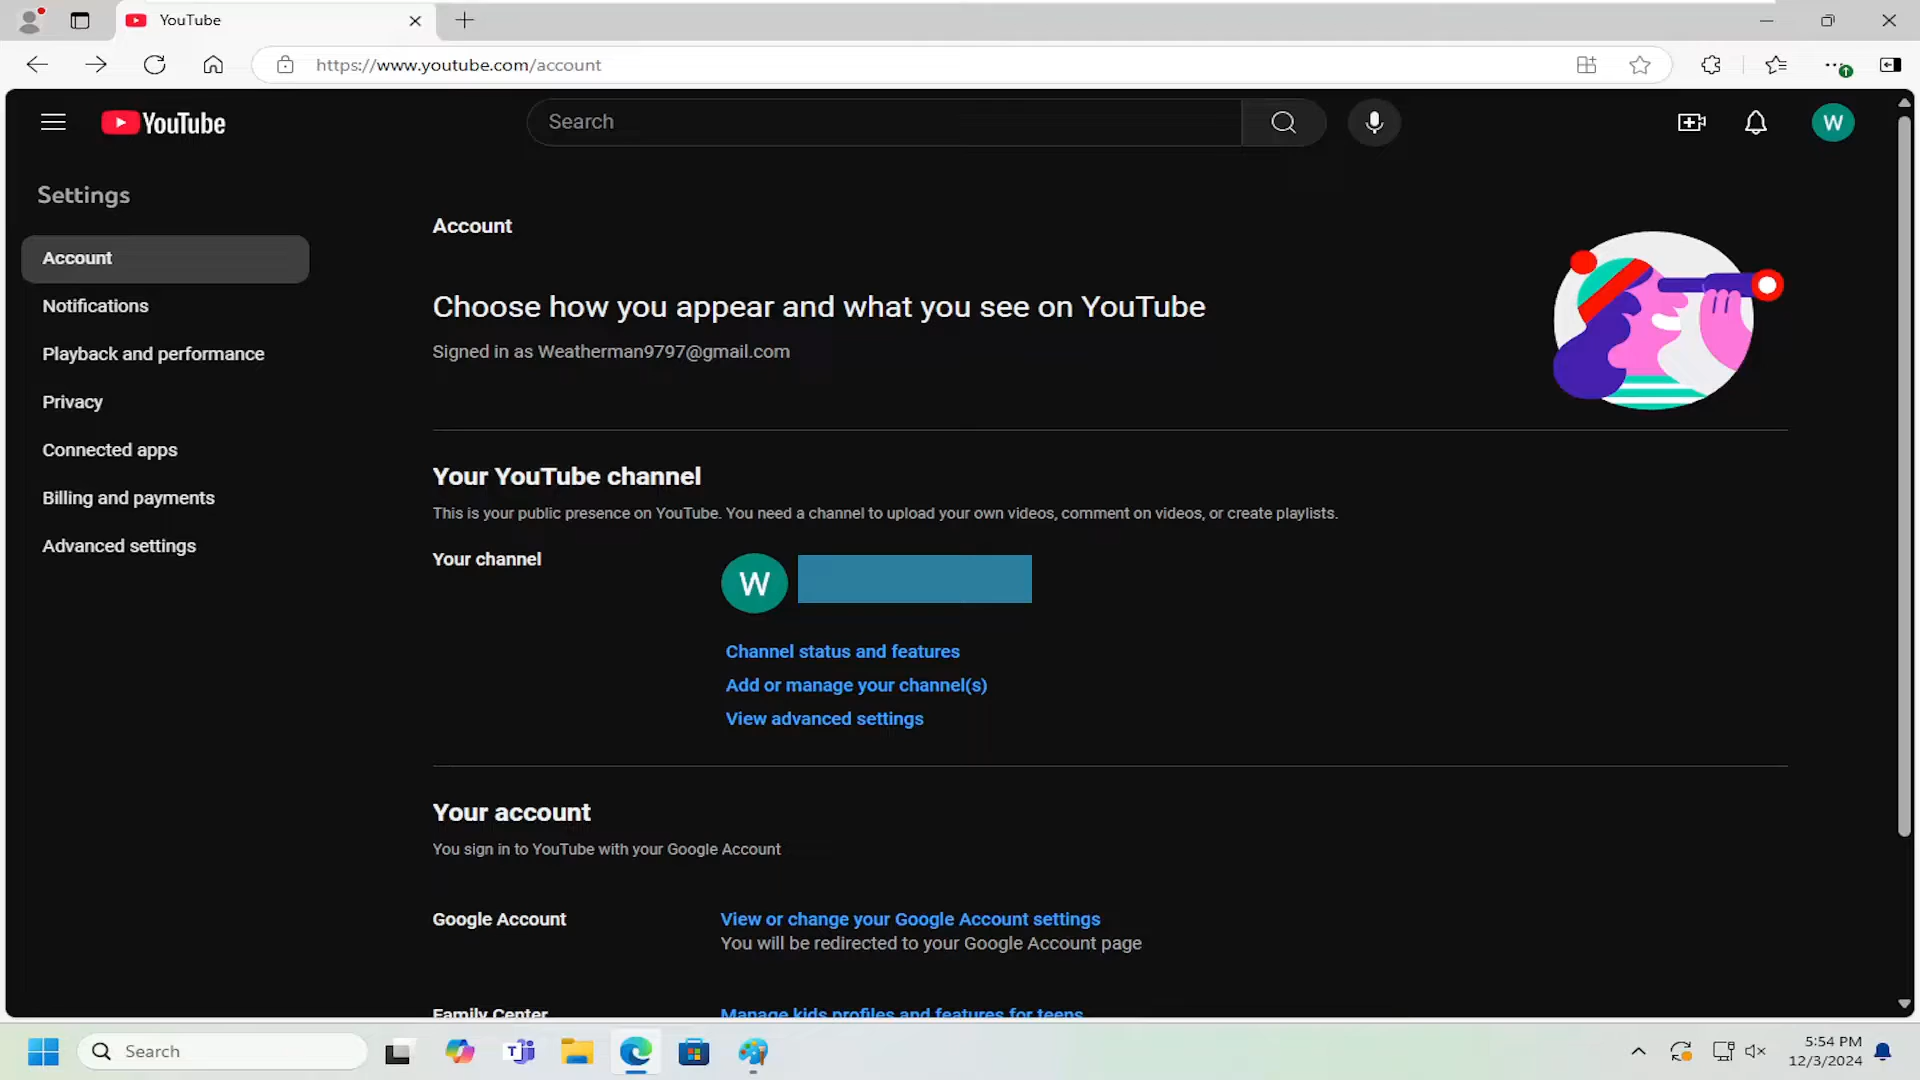 YouTube
https://www.youtube.com/account
YouTube
Search
W
Settings
Account
Notifications
Playback and performance
Privacy
Connected apps
Billing and payments
Advanced settings
Account
Choose how you appear and what you see on YouTube
Signed in as Weatherman9797@gmail.com
Your YouTube channel
This is your public presence on YouTube. You need a channel to upload your own videos, comment on videos, or create playlists.
Your channel
W
Channel status and features
Add or manage your channel(s)
View advanced settings
Your account
You sign in to YouTube with your Google Account
Google Account
View or change your Google Account settings
You will be redirected to your Google Account page
Family Center
Manage kids profiles and features for teens
Search
5:54 PM
12/3/2024